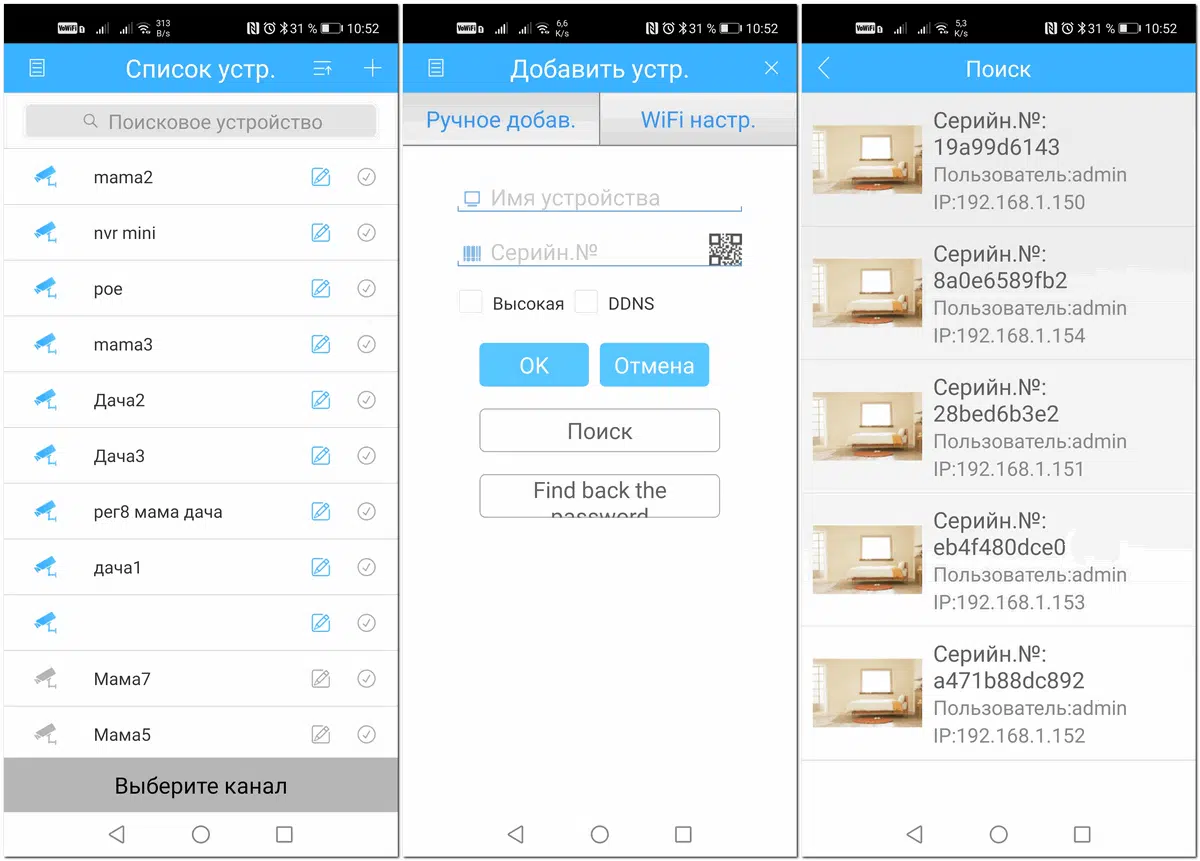 VoWiFi 313 B/s 31 % 10:52
Список устр.
Поисковое устройство
mama2
nvr mini
poe
mama3
Дача2
Дача3
рег8 мама дача
дача1
Мама7
Мама5
Выберите канал
VoWiFi 6,6 K/s 31 % 10:52
Добавить устр.
Ручное добав. WiFi настр.
Имя устройства
Серийн.№
Высокая DDNS
OK Отмена
Поиск
Find back the
password
VoWiFi 5,3 K/s 31 % 10:52
Поиск
Серийн.№:
19a99d6143
Пользователь:admin
IP:192.168.1.150
Серийн.№:
8a0e6589fb2
Пользователь:admin
IP:192.168.1.154
Серийн.№:
28bed6b3e2
Пользователь:admin
IP:192.168.1.151
Серийн.№:
eb4f480dce0
Пользователь:admin
IP:192.168.1.153
Серийн.№:
a471b88dc892
Пользователь:admin
IP:192.168.1.152